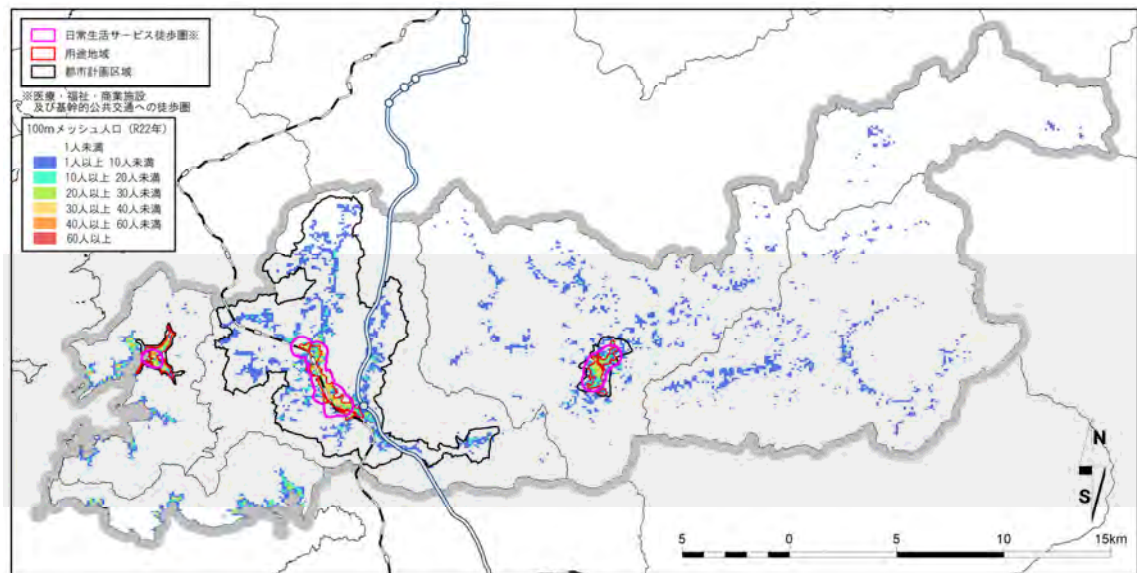 日常生活サービス徒歩圏※
用途地域
都市計画区域
※医療・福祉・商業施設
及び基幹的公共交通への徒歩圏
100mメッシュ人口（R22年）
1人未満
1人以上 10人未満
10人以上 20人未満
20人以上 30人未満
30人以上 40人未満
40人以上 60人未満
60人以上
N
S
5 0 5 10 15km